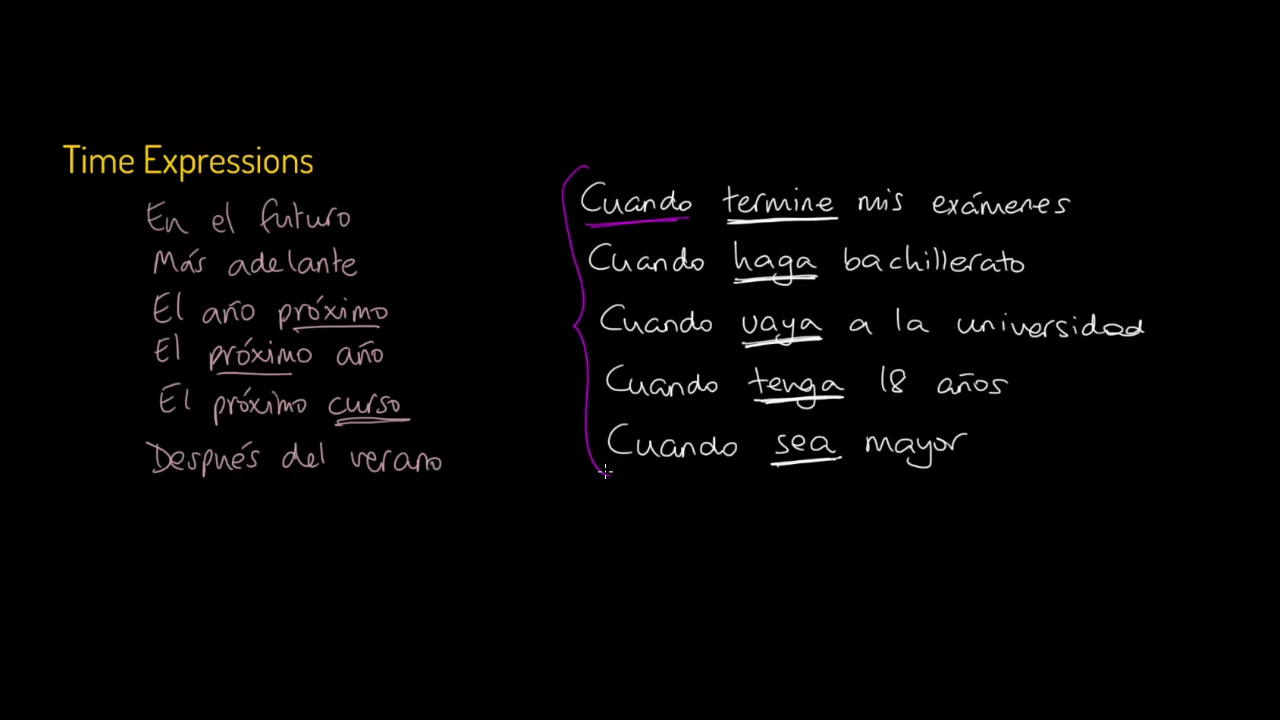 Time Expressions
En el futuro
Más adelante
El año próximo
El próximo año
El próximo curso
Después del verano
Cuando termine mis exámenes
Cuando haga bachillerato
Cuando vaya a la universidad
Cuando tenga 18 años
Cuando sea mayor